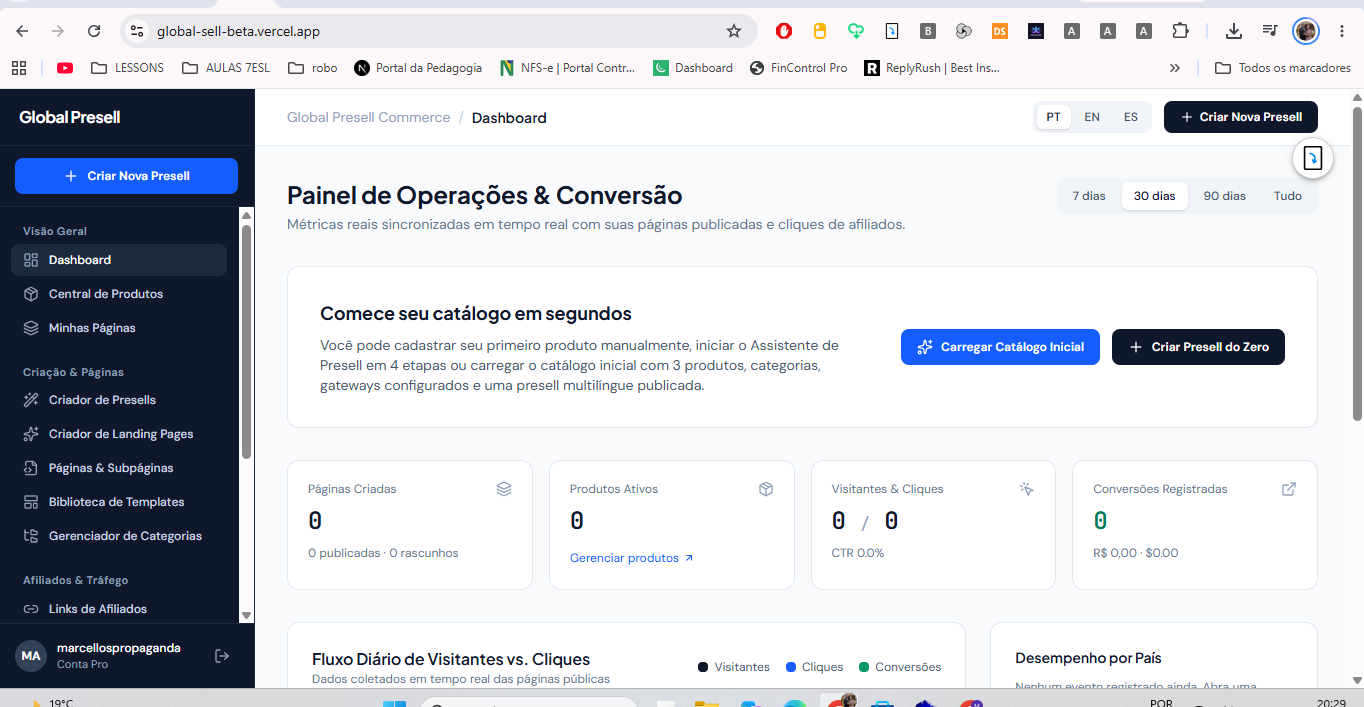 global-sell-beta.vercel.app
LESSONS
AULAS 7ESL
robo
Portal da Pedagogia
NFS-e | Portal Contr...
Dashboard
FinControl Pro
ReplyRush | Best Ins...
Todos os marcadores
Global Presell
+ Criar Nova Presell
Visão Geral
Dashboard
Central de Produtos
Minhas Páginas
Criação & Páginas
Criador de Presells
Criador de Landing Pages
Páginas & Subpáginas
Biblioteca de Templates
Gerenciador de Categorias
Afiliados & Tráfego
Links de Afiliados
MA
marcellospropaganda
Conta Pro
Global Presell Commerce / Dashboard
PT EN ES
+ Criar Nova Presell
Painel de Operações & Conversão
Métricas reais sincronizadas em tempo real com suas páginas publicadas e cliques de afiliados.
7 dias 30 dias 90 dias Tudo
Comece seu catálogo em segundos
Você pode cadastrar seu primeiro produto manualmente, iniciar o Assistente de
Presell em 4 etapas ou carregar o catálogo inicial com 3 produtos, categorias,
gateways configurados e uma presell multilíngue publicada.
Carregar Catálogo Inicial
+ Criar Presell do Zero
Páginas Criadas
0
0 publicadas · 0 rascunhos
Produtos Ativos
0
Gerenciar produtos ↗
Visitantes & Cliques
0 / 0
CTR 0.0%
Conversões Registradas
0
R$ 0,00 · $0.00
Fluxo Diário de Visitantes vs. Cliques
Dados coletados em tempo real das páginas públicas
Visitantes Cliques Conversões
Desempenho por País
Nenhum evento registrado ainda. Abra uma
19°C
POR
20:29